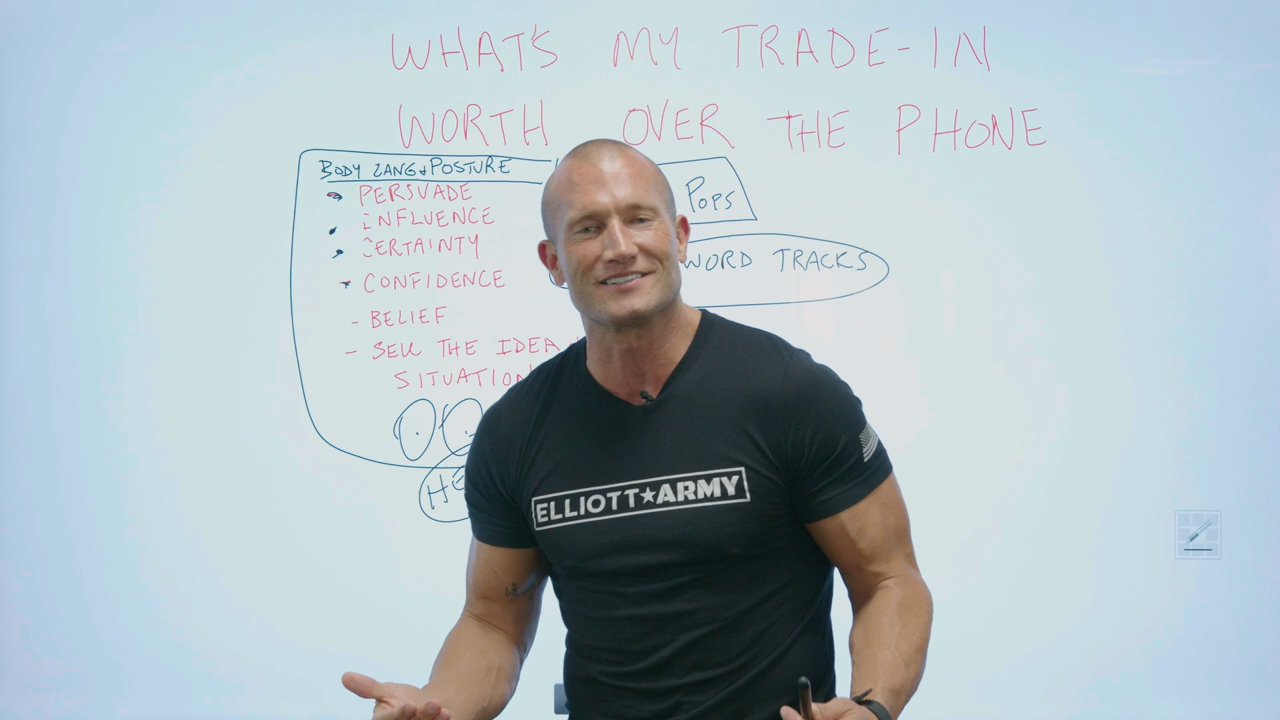 WHAT'S MY TRADE-IN
WORTH OVER THE PHONE
BODY LANG + POSTURE
PERSUADE
INFLUENCE
CERTAINTY
CONFIDENCE
- BELIEF
- SELL THE IDEA
SITUATION
POPS
WORD TRACKS
ELLIOTT★ARMY